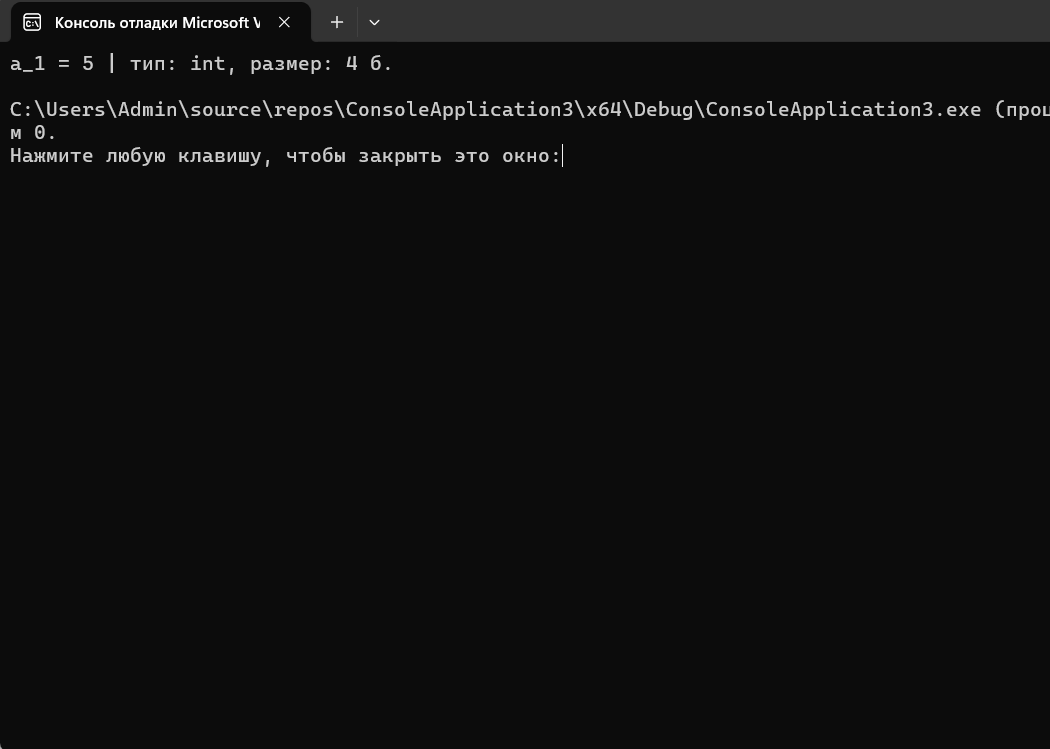 Консоль отладки Microsoft V
a_1 = 5 | тип: int, размер: 4 б.
C:\Users\Admin\source\repos\ConsoleApplication3\x64\Debug\ConsoleApplication3.exe (проц
м 0.
Нажмите любую клавишу, чтобы закрыть это окно: